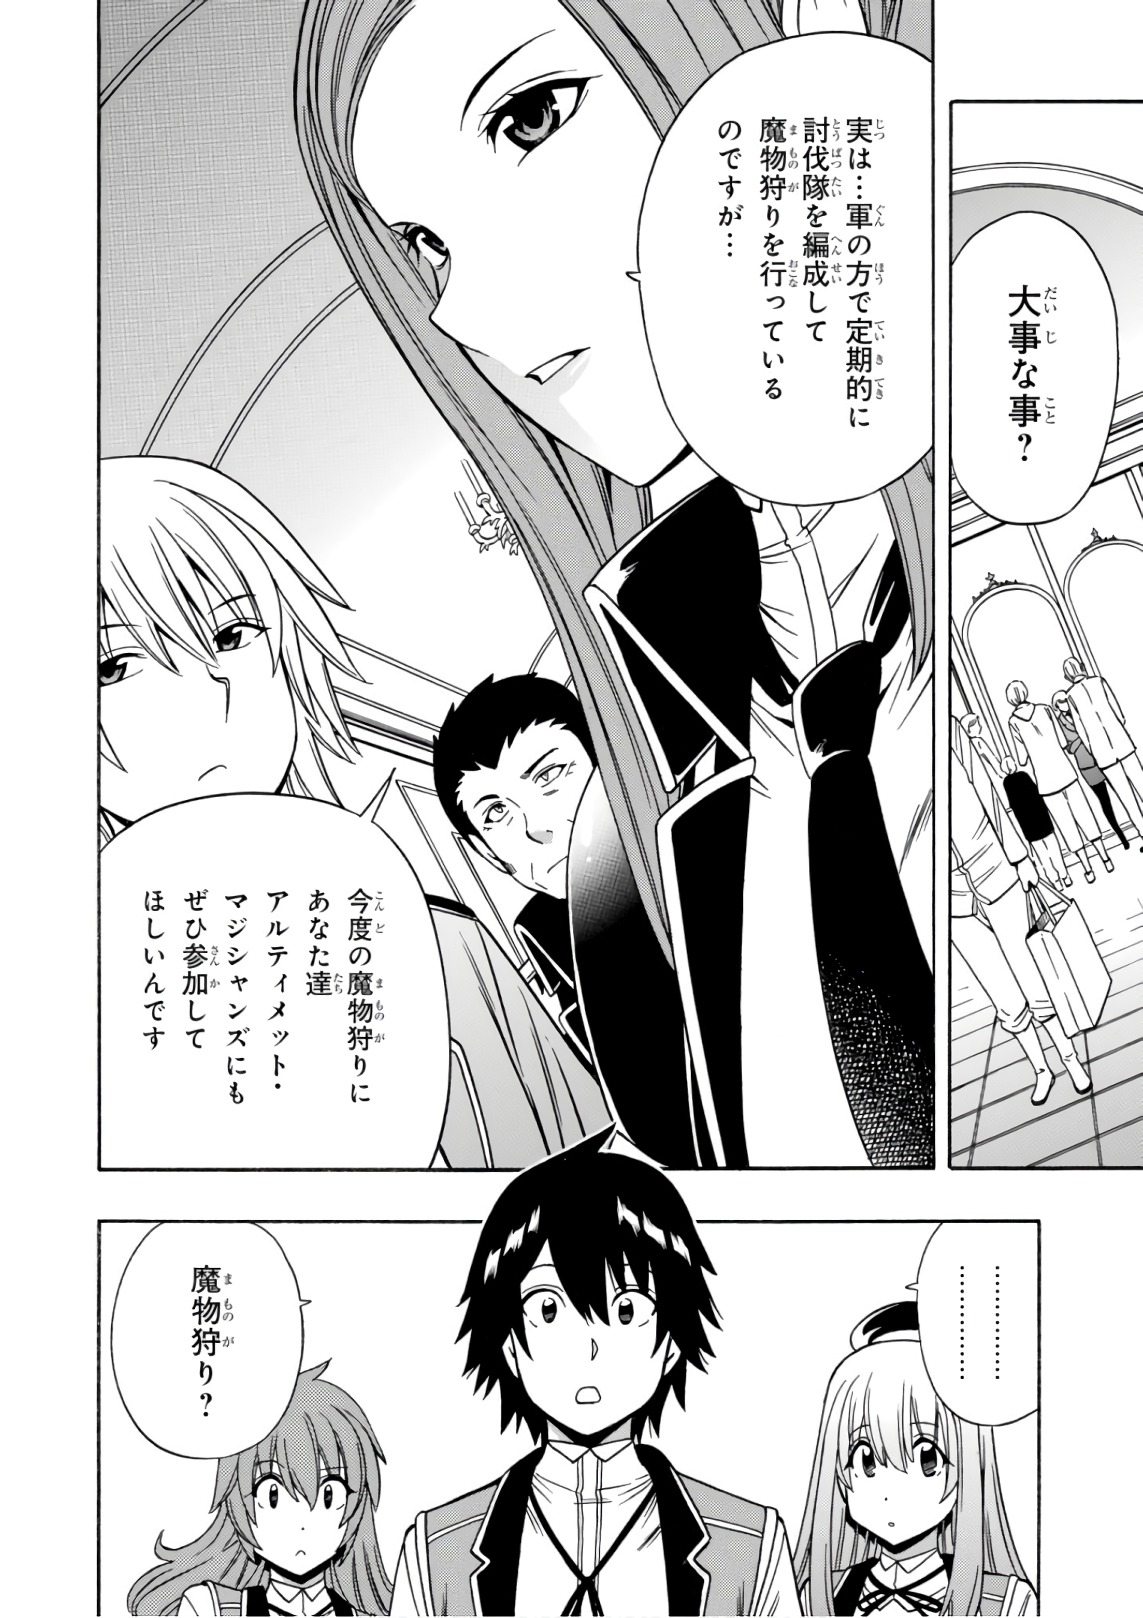 大事な事?
実は…軍の方で定期的に
討伐隊を編成して
魔物狩りを行っている
のですが…
今度の魔物狩りに
あなた達
アルティメット・
マジシャンズにも
ぜひ参加して
ほしいんです
………
………
魔物狩り?